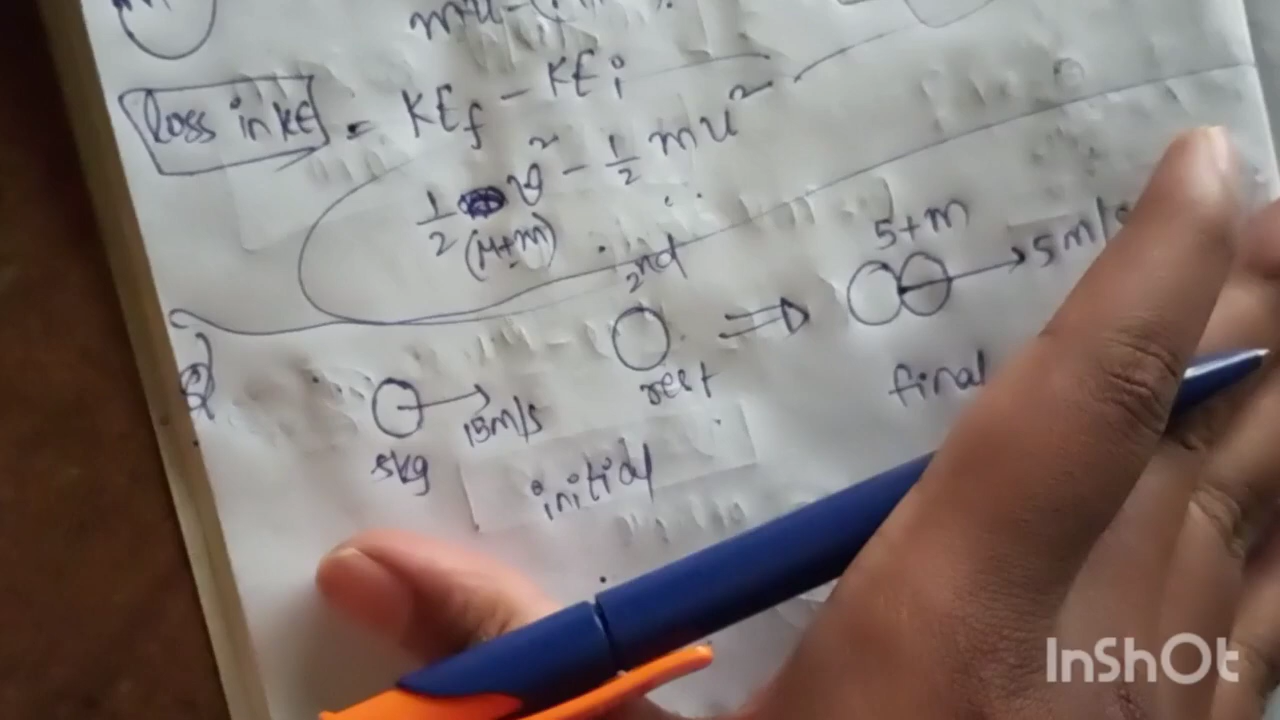 loss in KE = KEf - KEi
1/2 v² - 1/2 mu²
(M+m)
2nd
5+m
5 m/s
Q
rest
15m/s
final
5kg
initial
InShOt